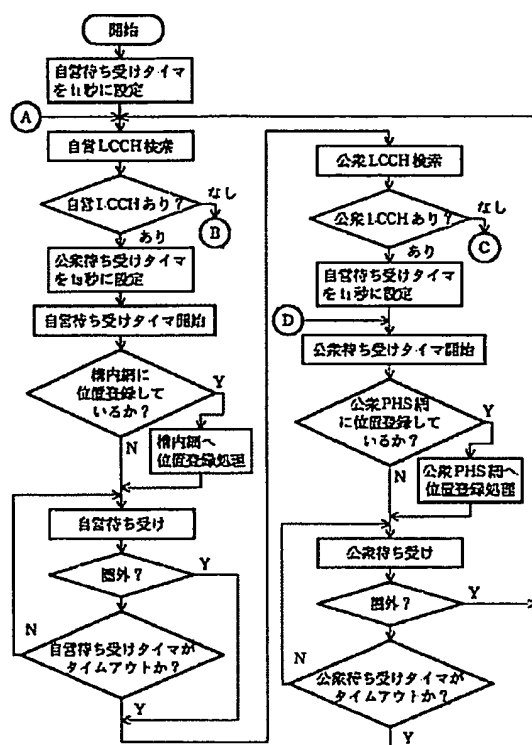 開始
自営待ち受けタイマ
をt₁秒に設定
A
自営LCCH検索
自営LCCHあり？
なし
B
あり
公衆待ち受けタイマ
をt₃秒に設定
自営待ち受けタイマ開始
構内網に
位置登録して
いるか？
Y
N
構内網へ
位置登録処理
自営待ち受け
圏外？
Y
N
自営待ち受けタイマが
タイムアウトか？
Y
公衆LCCH検索
公衆LCCHあり？
なし
C
あり
自営待ち受けタイマ
をt₁秒に設定
D
公衆待ち受けタイマ開始
公衆PHS網
に位置登録して
いるか？
Y
N
公衆PHS網へ
位置登録処理
公衆待ち受け
圏外？
Y
N
公衆待ち受けタイマが
タイムアウトか？
Y